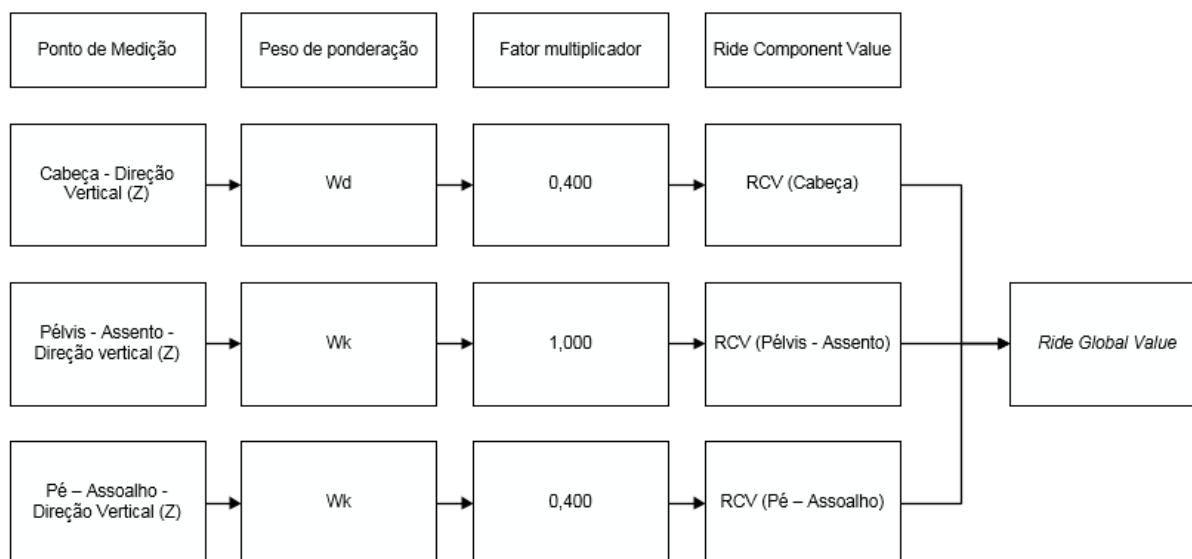 Ponto de Medição
Peso de ponderação
Fator multiplicador
Ride Component Value
Cabeça - Direção
Vertical (Z)
Wd
0,400
RCV (Cabeça)
Pélvis - Assento -
Direção vertical (Z)
Wk
1,000
RCV (Pélvis - Assento)
Ride Global Value
Pé – Assoalho -
Direção Vertical (Z)
Wk
0,400
RCV (Pé – Assoalho)